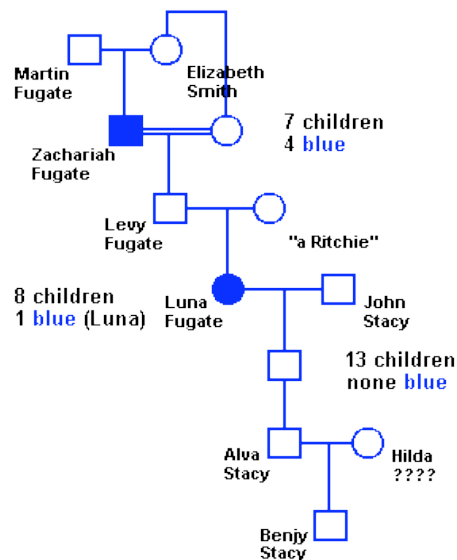 Martin
Fugate
Elizabeth
Smith
7 children
4 blue
Zachariah
Fugate
Levy
Fugate
"a Ritchie"
8 children
1 blue (Luna)
Luna
Fugate
John
Stacy
13 children
none blue
Alva
Stacy
Hilda
????
Benjy
Stacy